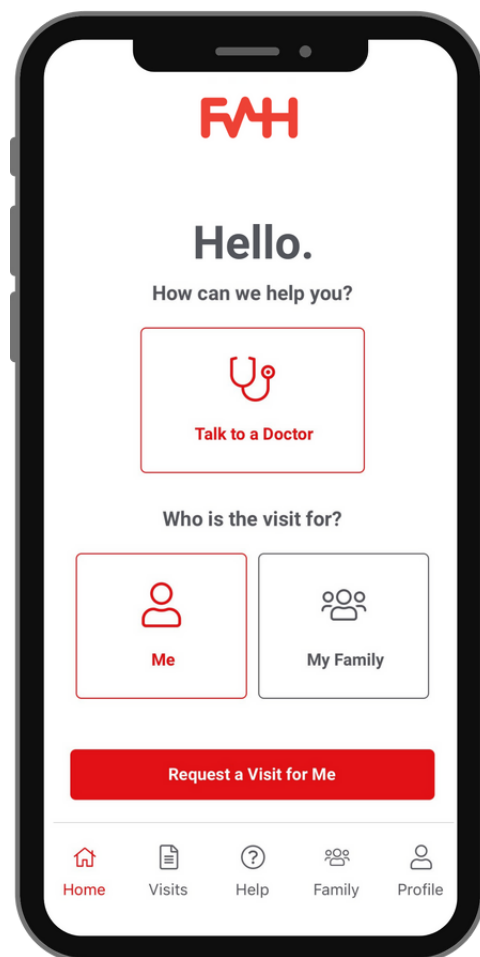 FAH
Hello.
How can we help you?
Talk to a Doctor
Who is the visit for?
Me
My Family
Request a Visit for Me
Home
Visits
Help
Family
Profile